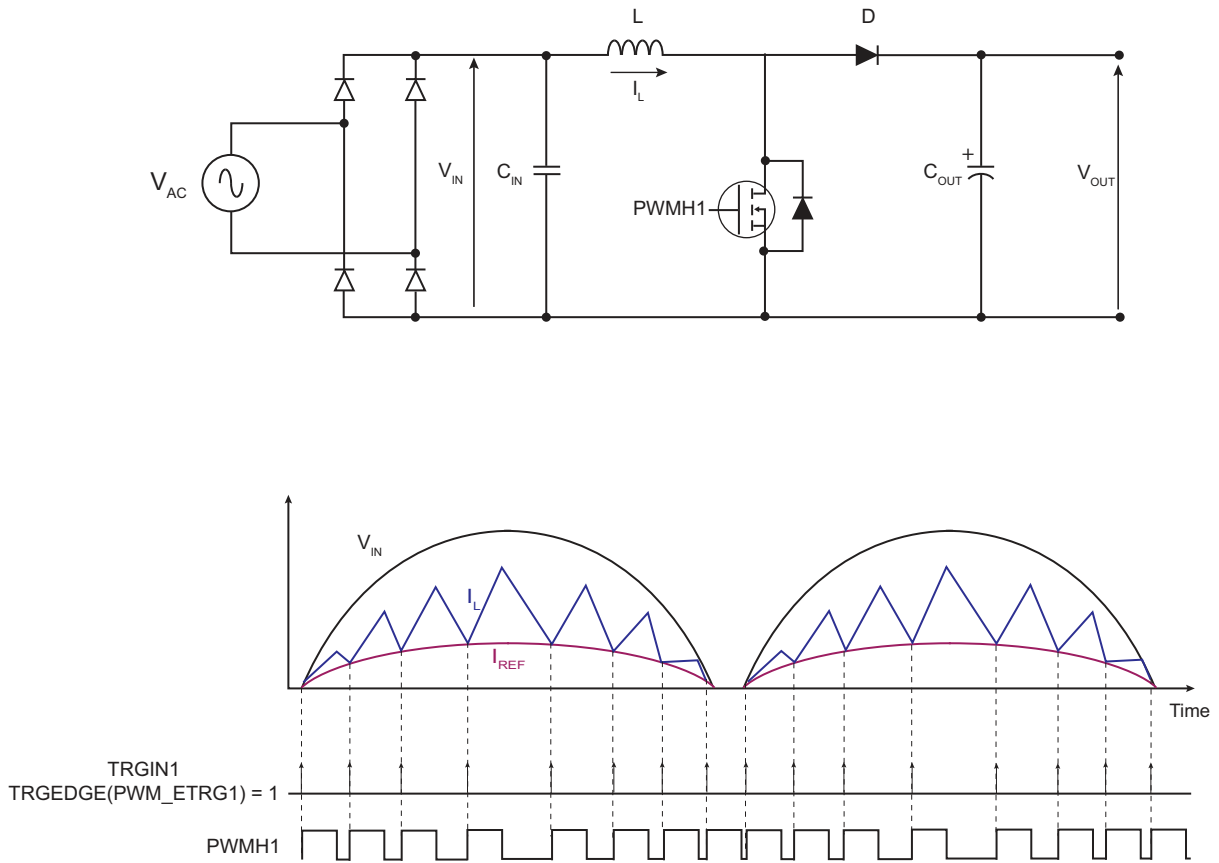 L
D
I_L
V_AC
V_IN
C_IN
PWMH1
+
C_OUT
V_OUT
V_IN
I_L
I_REF
Time
TRGIN1
TRGEDGE(PWM_ETRG1) = 1
PWMH1